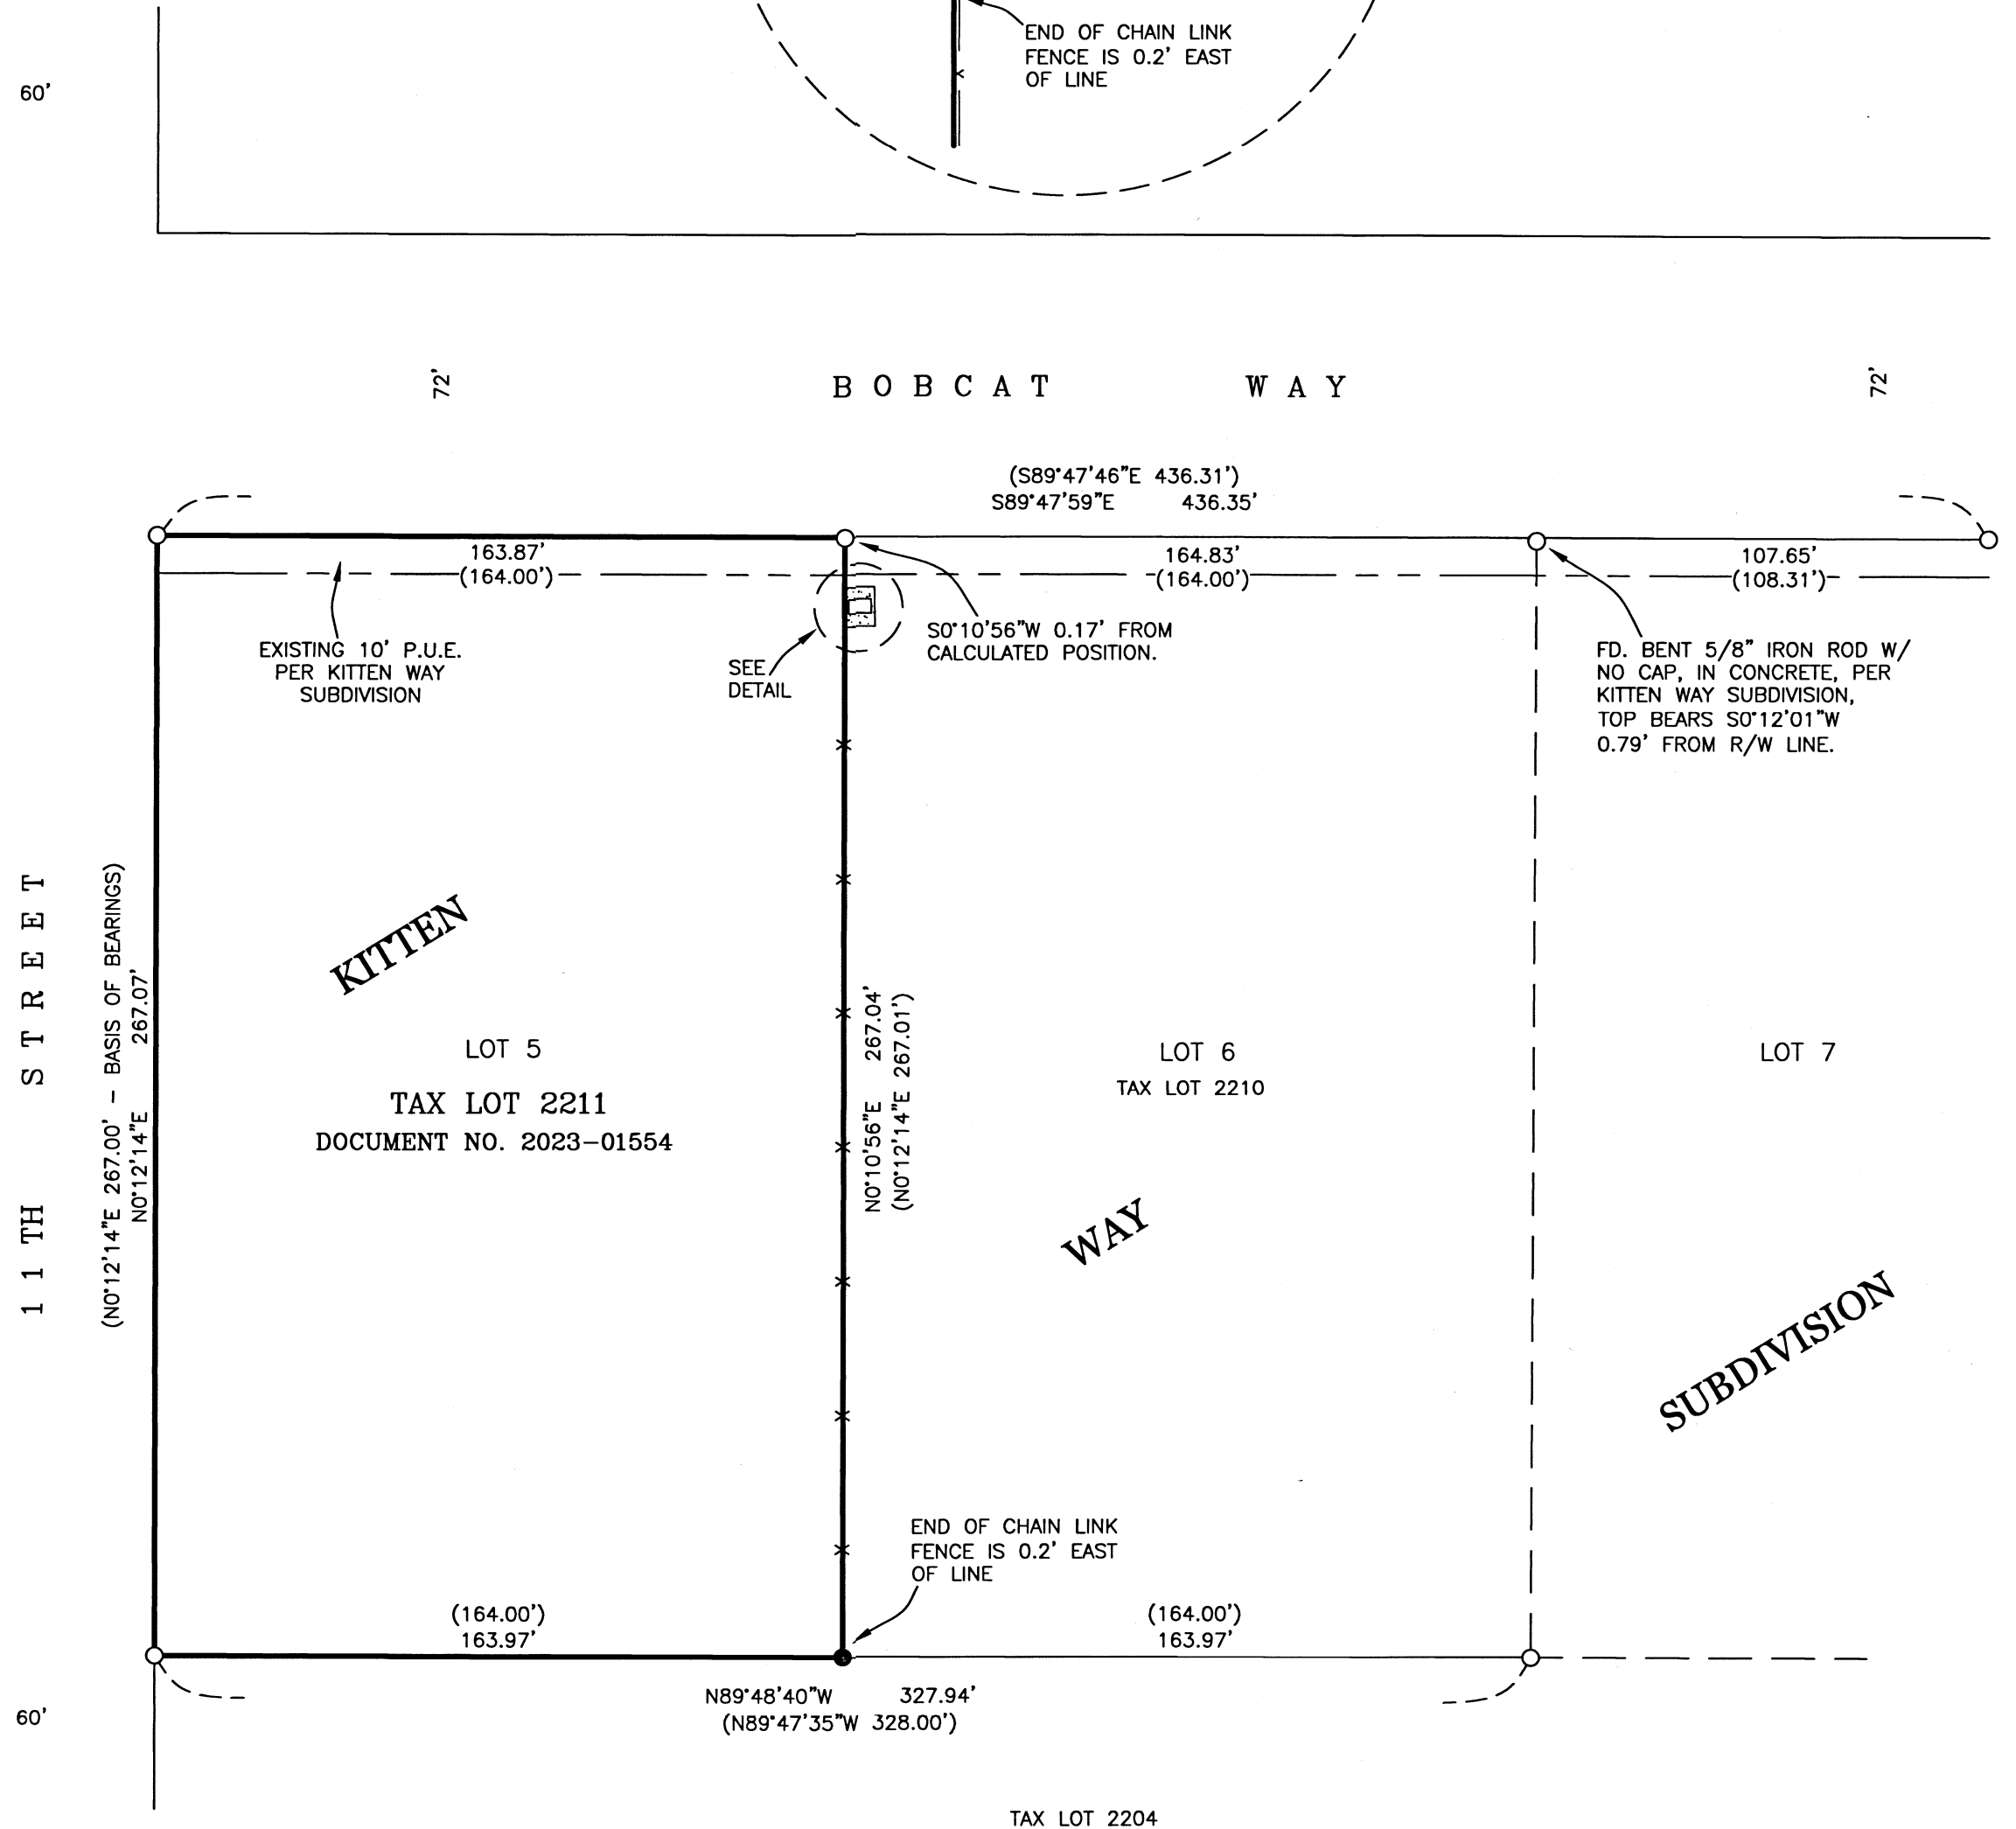 END OF CHAIN LINK
FENCE IS 0.2' EAST
OF LINE
60'
72'
BOBCAT WAY
72'
(S89°47'46"E 436.31')
S89°47'59"E 436.35'
163.87'
(164.00')
164.83'
(164.00')
107.65'
(108.31')
EXISTING 10' P.U.E.
PER KITTEN WAY
SUBDIVISION
SEE
DETAIL
S0°10'56"W 0.17' FROM
CALCULATED POSITION.
FD. BENT 5/8" IRON ROD W/
NO CAP, IN CONCRETE, PER
KITTEN WAY SUBDIVISION,
TOP BEARS S0°12'01"W
0.79' FROM R/W LINE.
11TH STREET
(N0°12'14"E 267.00' - BASIS OF BEARINGS)
N0°12'14"E 267.07'
KITTEN
LOT 5
TAX LOT 2211
DOCUMENT NO. 2023-01554
N0°10'56"E 267.04'
(N0°12'14"E 267.01')
LOT 6
TAX LOT 2210
LOT 7
WAY
SUBDIVISION
END OF CHAIN LINK
FENCE IS 0.2' EAST
OF LINE
(164.00')
163.97'
(164.00')
163.97'
N89°48'40"W 327.94'
(N89°47'35"W 328.00')
60'
TAX LOT 2204